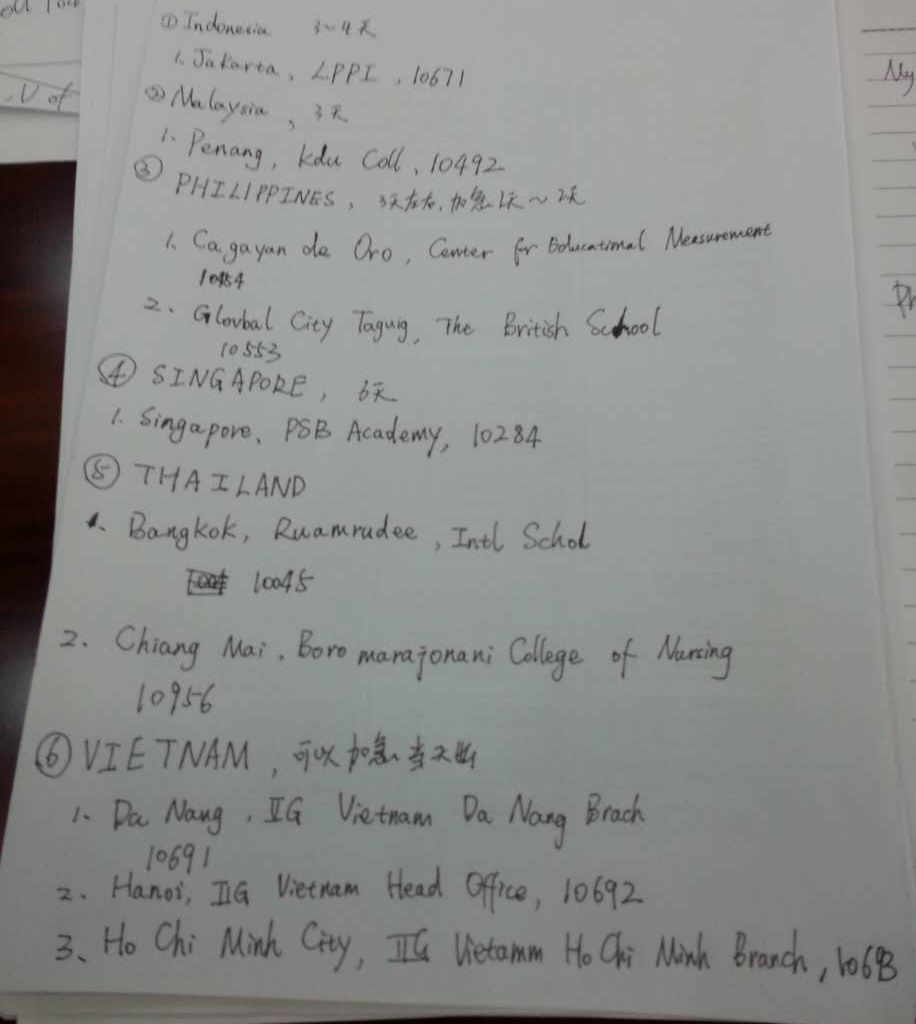 ① Indonesia 3~4天
1. Jakarta, LPPI, 10671
② Malaysia, 3天
1. Penang, kdu Coll, 10492
③ PHILIPPINES, 3天左右, 加急1天~2天
1. Cagayan de Oro, Center for Educational Measurement
10484
2. Glovbal City Taguig, The British School
10553
④ SINGAPORE, 3天
1. Singapore, PSB Academy, 10284
⑤ THAILAND
1. Bangkok, Ruamrudee, Intl Schol
10045
2. Chiang Mai, Boromarajonani College of Nursing
10956
⑥ VIETNAM, 可以加急当天出
1. Da Nang, IIG Vietnam Da Nang Brach
10691
2. Hanoi, IIG Vietnam Head Office, 10692
3、Ho Chi Minh City, IIG Vietamm Ho Chi Minh Branch, 10693
My